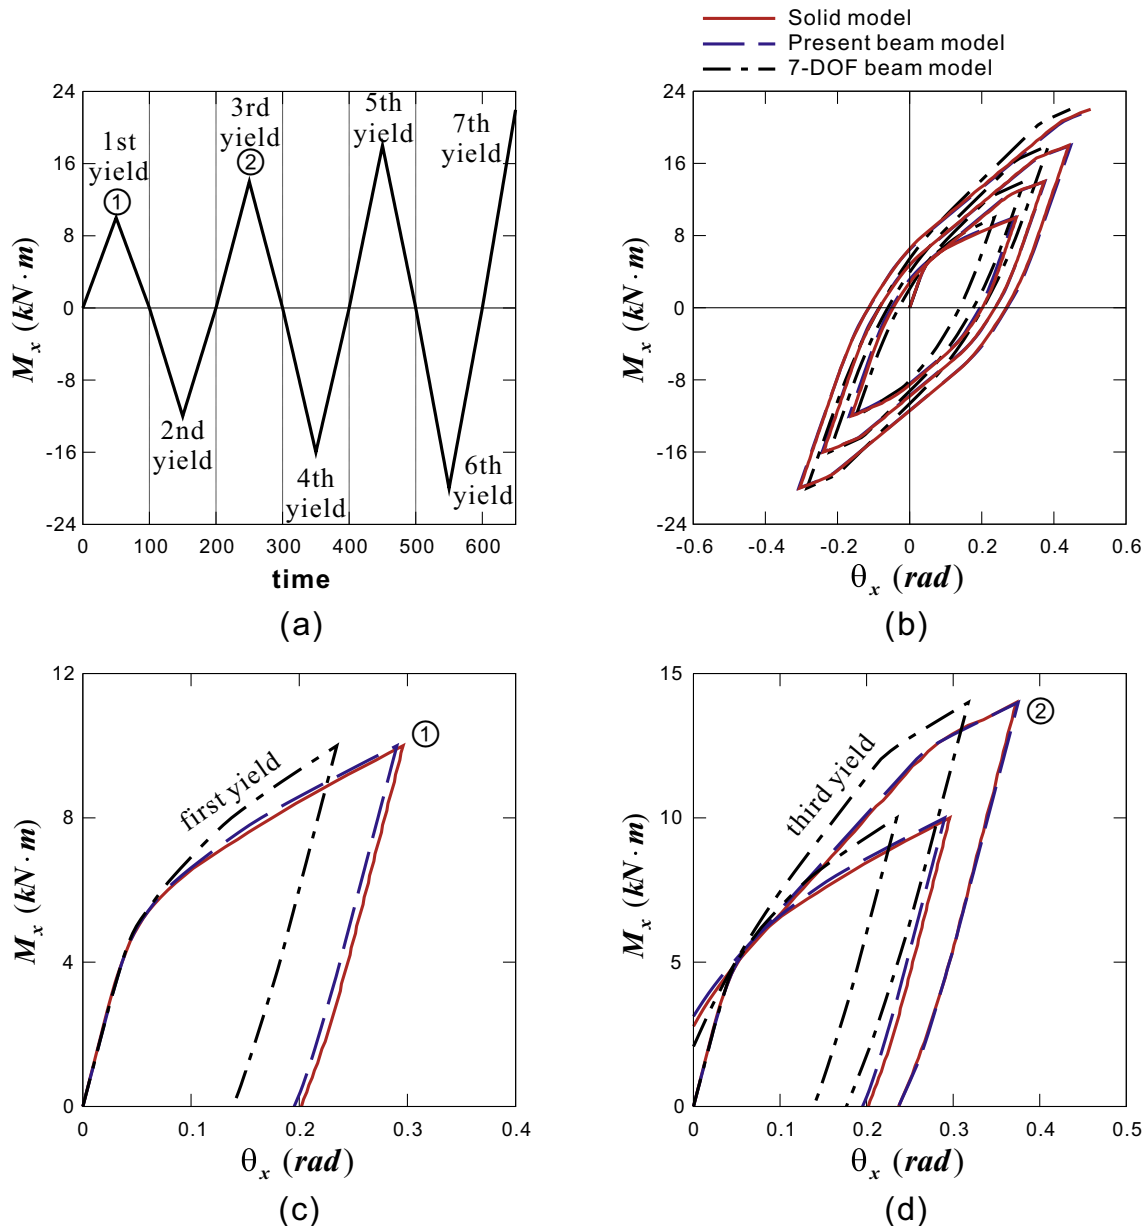 Solid model
Present beam model
7-DOF beam model
24
16
8
0
-8
-16
-24
M_x (kN·m)
1st
yield
①
2nd
yield
3rd
yield
②
4th
yield
5th
yield
6th
yield
7th
yield
0 100 200 300 400 500 600
time
(a)
24
16
8
0
-8
-16
-24
M_x (kN·m)
-0.6 -0.4 -0.2 0 0.2 0.4 0.6
θ_x (rad)
(b)
12
8
4
0
M_x (kN·m)
first yield
①
0 0.1 0.2 0.3 0.4
θ_x (rad)
(c)
15
10
5
0
M_x (kN·m)
third yield
②
0 0.1 0.2 0.3 0.4 0.5
θ_x (rad)
(d)